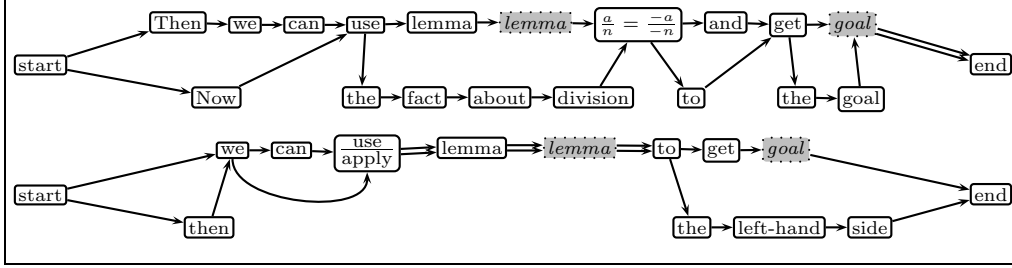 Then we can use lemma lemma a/n = −a/−n and get goal
start end
Now the fact about division to the goal
we can use lemma lemma to get goal
apply
start end
then the left-hand side